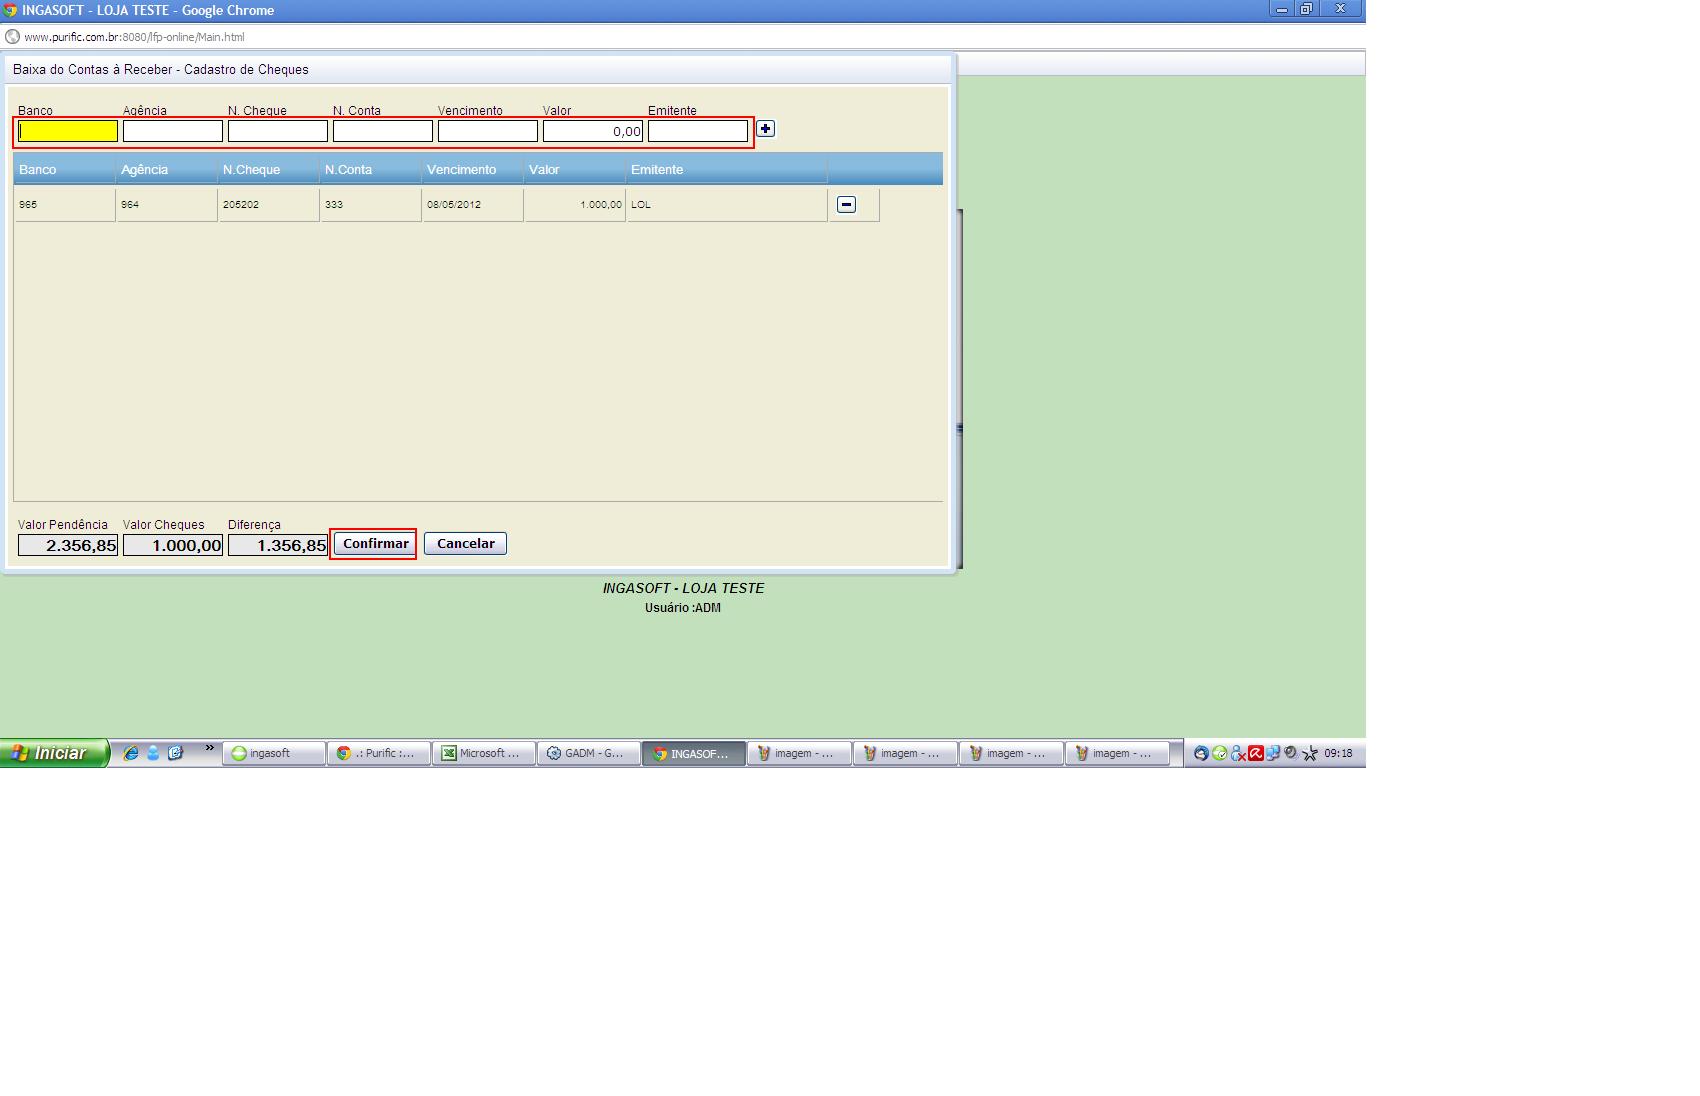 INGASOFT - LOJA TESTE - Google Chrome
www.purific.com.br:8080/lfp-online/Main.html
Baixa do Contas à Receber - Cadastro de Cheques
Banco Agência N. Cheque N. Conta Vencimento Valor Emitente
0,00
Banco Agência N.Cheque N.Conta Vencimento Valor Emitente
965 964 205202 333 08/05/2012 1.000,00 LOL
Valor Pendência Valor Cheques Diferença
2.356,85 1.000,00 1.356,85 Confirmar Cancelar
INGASOFT - LOJA TESTE
Usuário :ADM
Iniciar » ingasoft .: Purific :... Microsoft ... GADM - G... INGASOF... imagem - ... imagem - ... imagem - ... imagem - ... 09:18